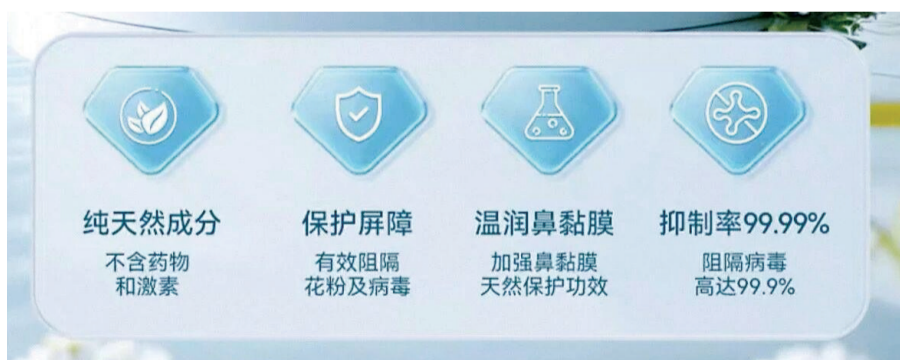 纯天然成分
不含药物
和激素
保护屏障
有效阻隔
花粉及病毒
温润鼻黏膜
加强鼻黏膜
天然保护功效
抑制率99.99%
阻隔病毒
高达99.9%